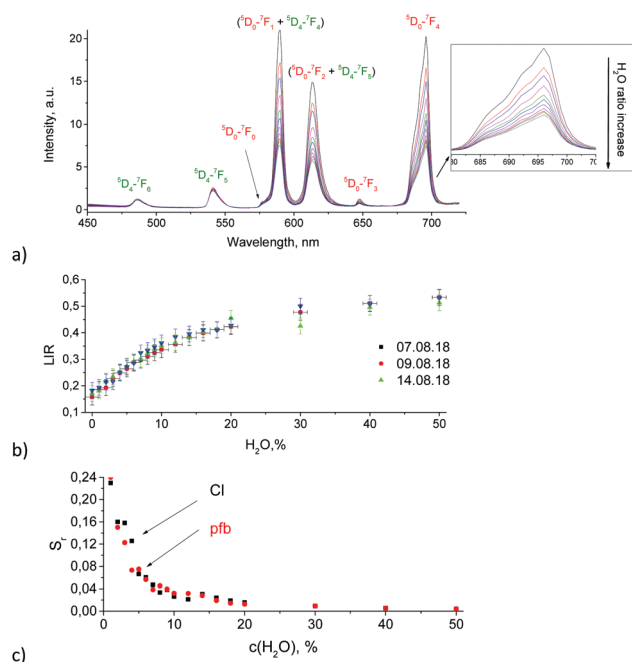 (⁵D₀-⁷F₁ + ⁵D₄-⁷F₄)
⁵D₀-⁷F₄
(⁵D₀-⁷F₂ + ⁵D₄-⁷F₅)
⁵D₀-⁷F₀
⁵D₄-⁷F₆
⁵D₄-⁷F₅
⁵D₀-⁷F₃
Intensity, a.u.
25
20
15
10
5
0
450 500 550 600 650 700
Wavelength, nm
685 690 695 700
H₂O ratio increase
a)
LIR
0,6
0,5
0,4
0,3
0,2
0,1
0 10 20 30 40 50
H₂O,%
07.08.18
09.08.18
14.08.18
b)
Sᵣ
0,24
0,20
0,16
0,12
0,08
0,04
0,00
Cl
pfb
0 10 20 30 40 50
c(H₂O), %
c)